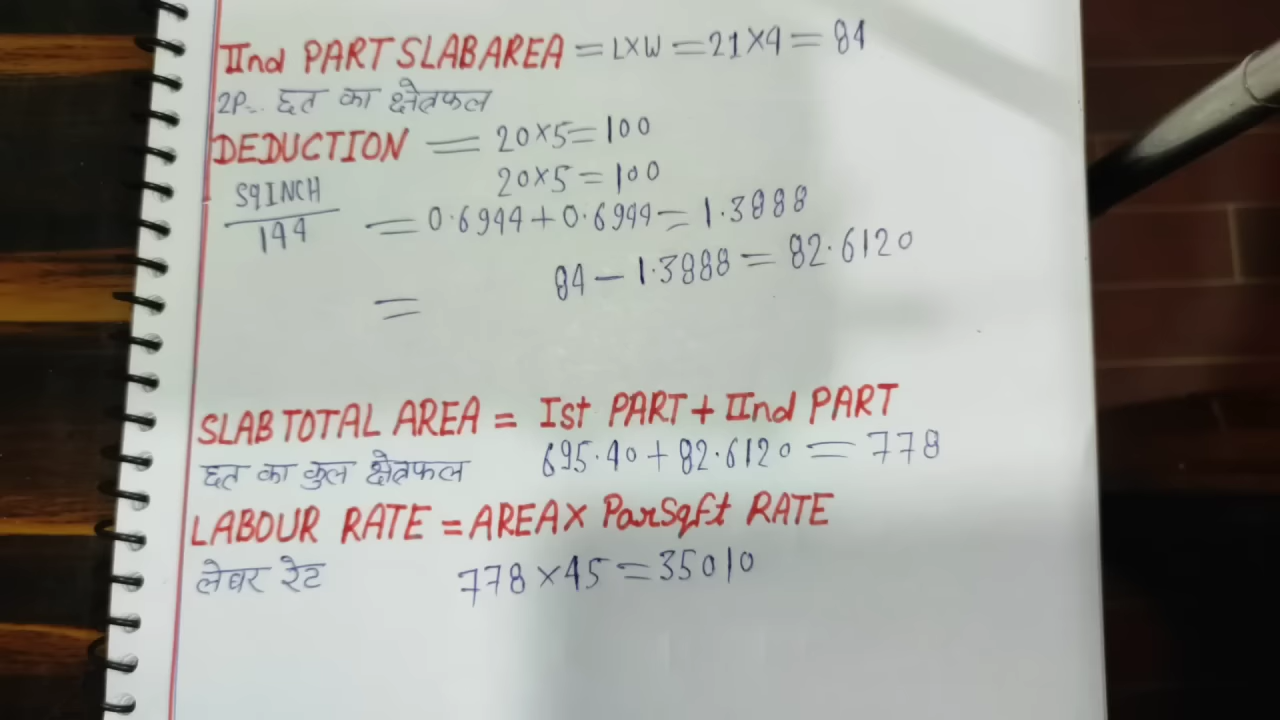 IInd PART SLAB AREA = L×W = 21×4 = 84
2P.. छत का क्षेत्रफल
DEDUCTION = 20×5=100
20×5=100
SqINCH/144 = 0.6944+0.6944=1.3888
= 84−1.3888=82.6120
SLAB TOTAL AREA = Ist PART + IInd PART
छत का कुल क्षेत्रफल 695.40+82.6120=778
LABOUR RATE = AREA× ParSqft RATE
लेबर रेट 778×45=35010